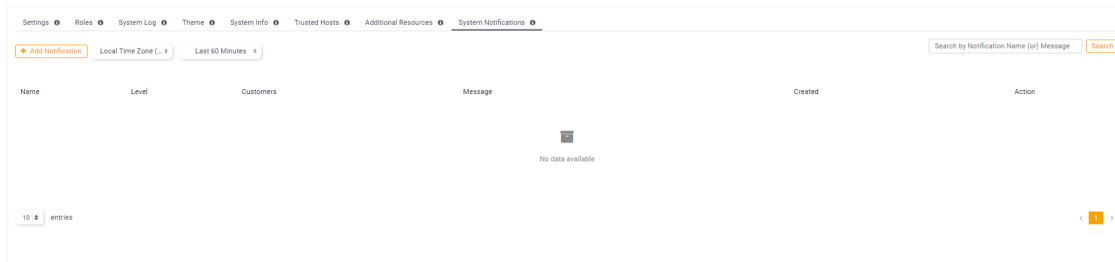 Settings Roles System Log Theme System Info Trusted Hosts Additional Resources System Notifications
+ Add Notification Local Time Zone (... Last 60 Minutes Search by Notification Name (or) Message Search
Name Level Customers Message Created Action
No data available
10 entries < 1 >